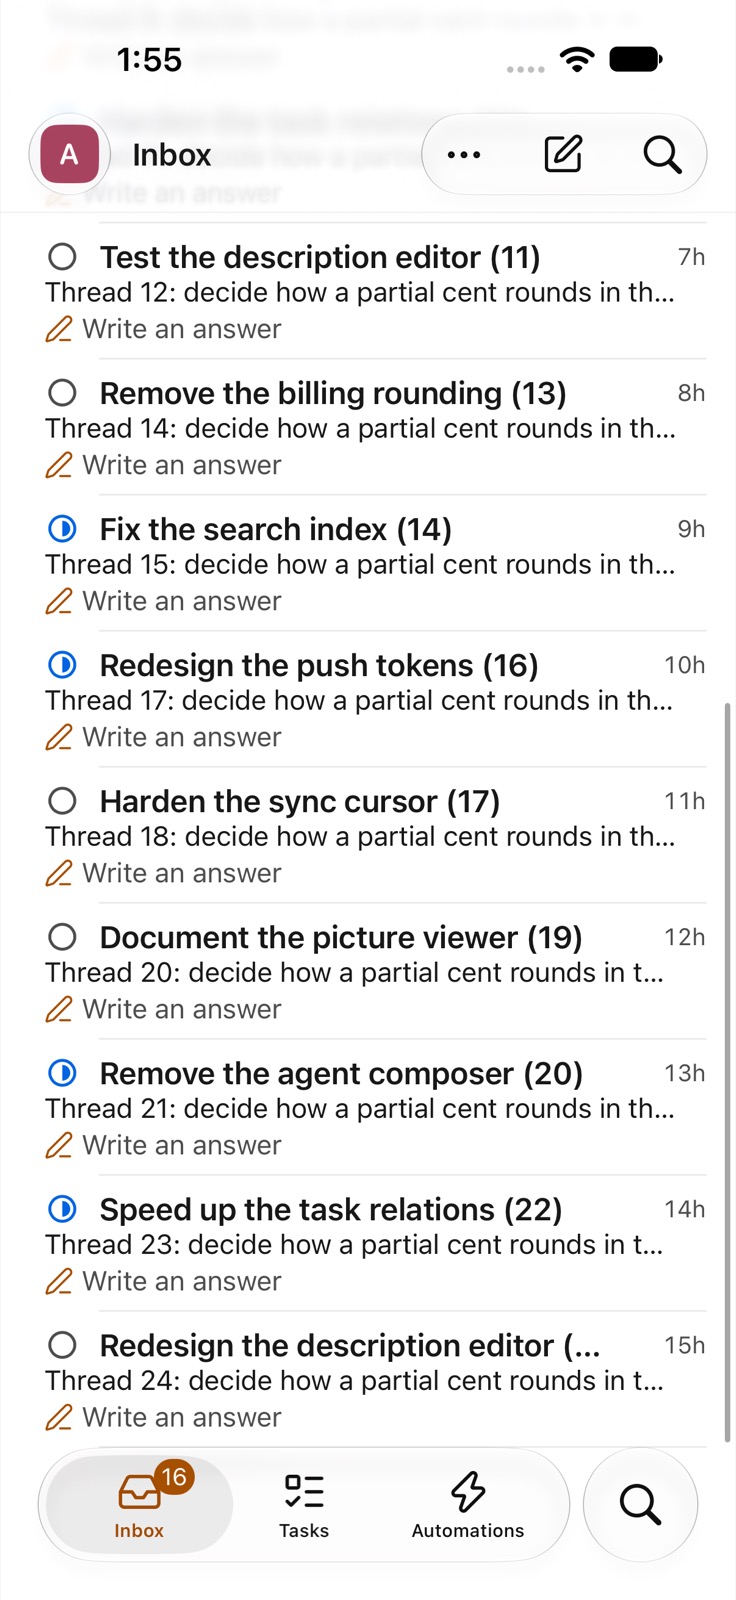 1:55
A
Inbox
Write an answer
Test the description editor (11)
7h
Thread 12: decide how a partial cent rounds in th...
Write an answer
Remove the billing rounding (13)
8h
Thread 14: decide how a partial cent rounds in th...
Write an answer
Fix the search index (14)
9h
Thread 15: decide how a partial cent rounds in th...
Write an answer
Redesign the push tokens (16)
10h
Thread 17: decide how a partial cent rounds in th...
Write an answer
Harden the sync cursor (17)
11h
Thread 18: decide how a partial cent rounds in th...
Write an answer
Document the picture viewer (19)
12h
Thread 20: decide how a partial cent rounds in t...
Write an answer
Remove the agent composer (20)
13h
Thread 21: decide how a partial cent rounds in th...
Write an answer
Speed up the task relations (22)
14h
Thread 23: decide how a partial cent rounds in t...
Write an answer
Redesign the description editor (...
15h
Thread 24: decide how a partial cent rounds in t...
Write an answer
16
Inbox
Tasks
Automations